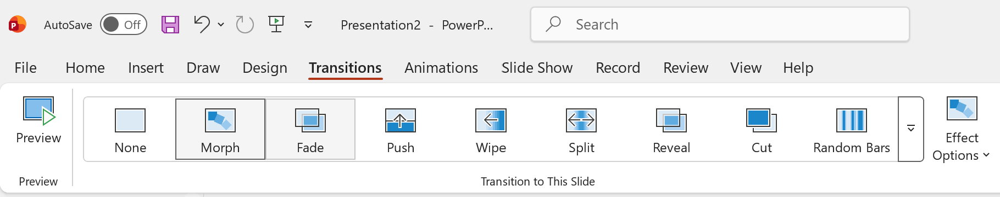 P AutoSave Off Presentation2 - PowerP... Search
File Home Insert Draw Design Transitions Animations Slide Show Record Review View Help
Preview None Morph Fade Push Wipe Split Reveal Cut Random Bars Effect Options
Preview Transition to This Slide